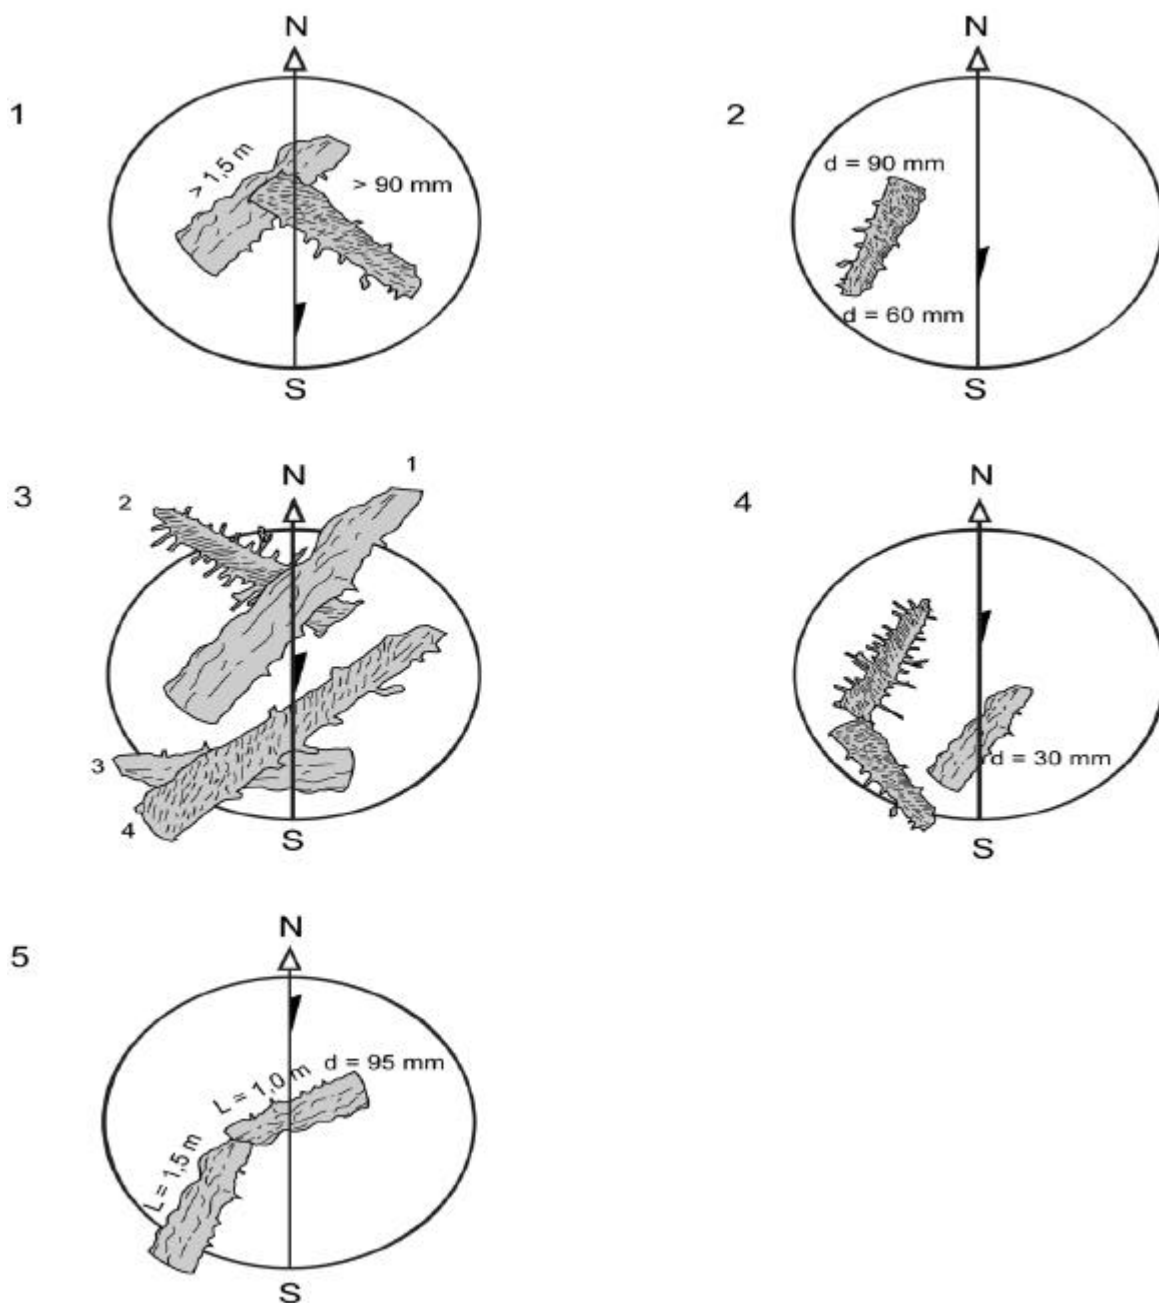 N
1
> 1,5 m
> 90 mm
S
N
2
d = 90 mm
d = 60 mm
S
3
N
1
2
3
4
S
N
4
d = 30 mm
S
N
5
L = 1,0 m
d = 95 mm
L = 1,5 m
S